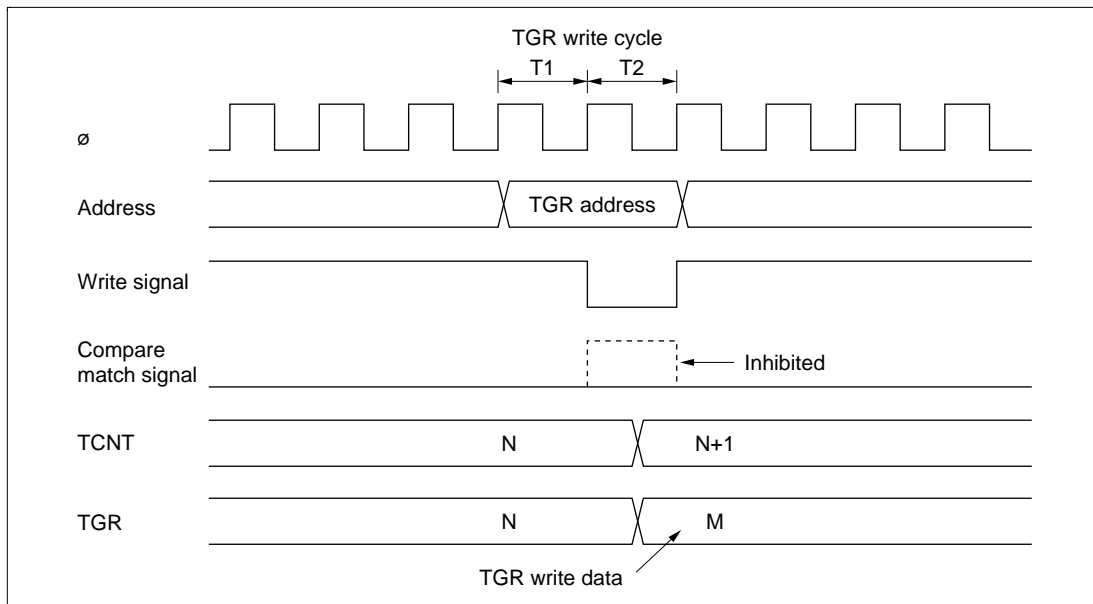 TGR write cycle
T1 T2
ø
Address TGR address
Write signal
Compare
match signal Inhibited
TCNT N N+1
TGR N M
TGR write data